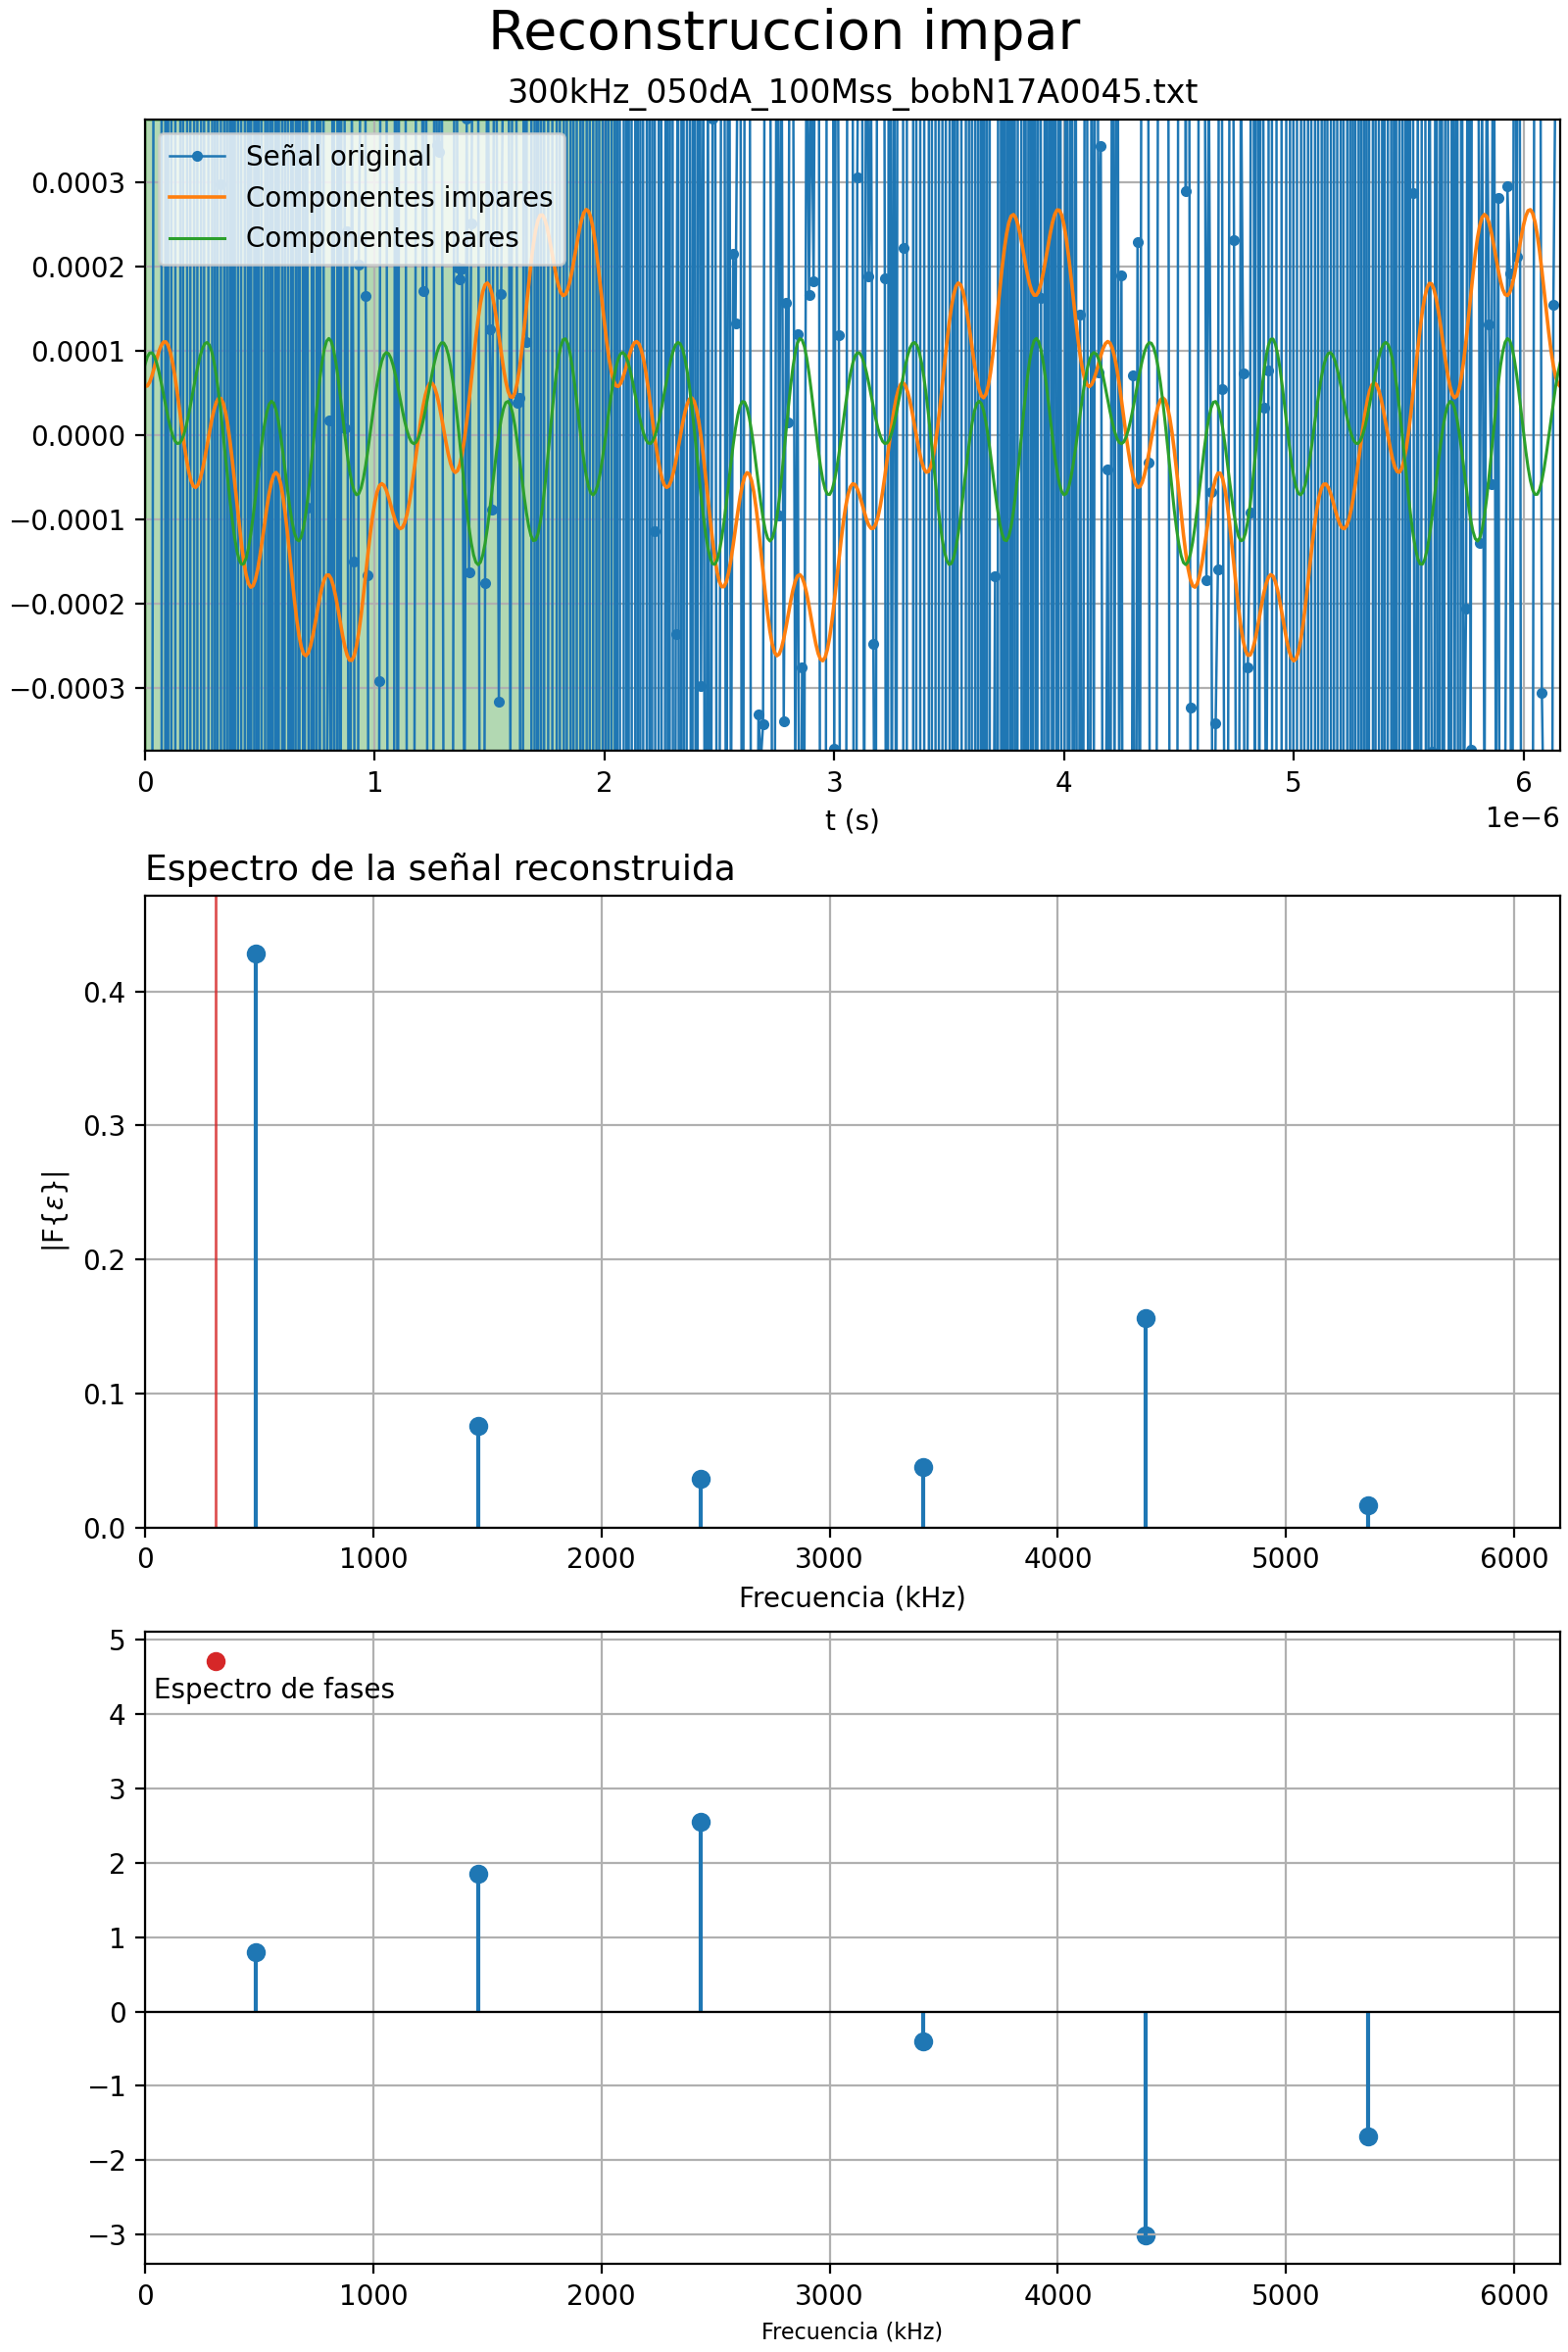 Reconstruccion impar
300kHz_050dA_100Mss_bobN17A0045.txt
Señal original
Componentes impares
Componentes pares
0.0003
0.0002
0.0001
0.0000
−0.0001
−0.0002
−0.0003
0 1 2 3 4 5 6
t (s)
1e−6
Espectro de la señal reconstruida
0.4
0.3
0.2
0.1
0.0
|F{ε}|
0 1000 2000 3000 4000 5000 6000
Frecuencia (kHz)
Espectro de fases
5
4
3
2
1
0
−1
−2
−3
0 1000 2000 3000 4000 5000 6000
Frecuencia (kHz)